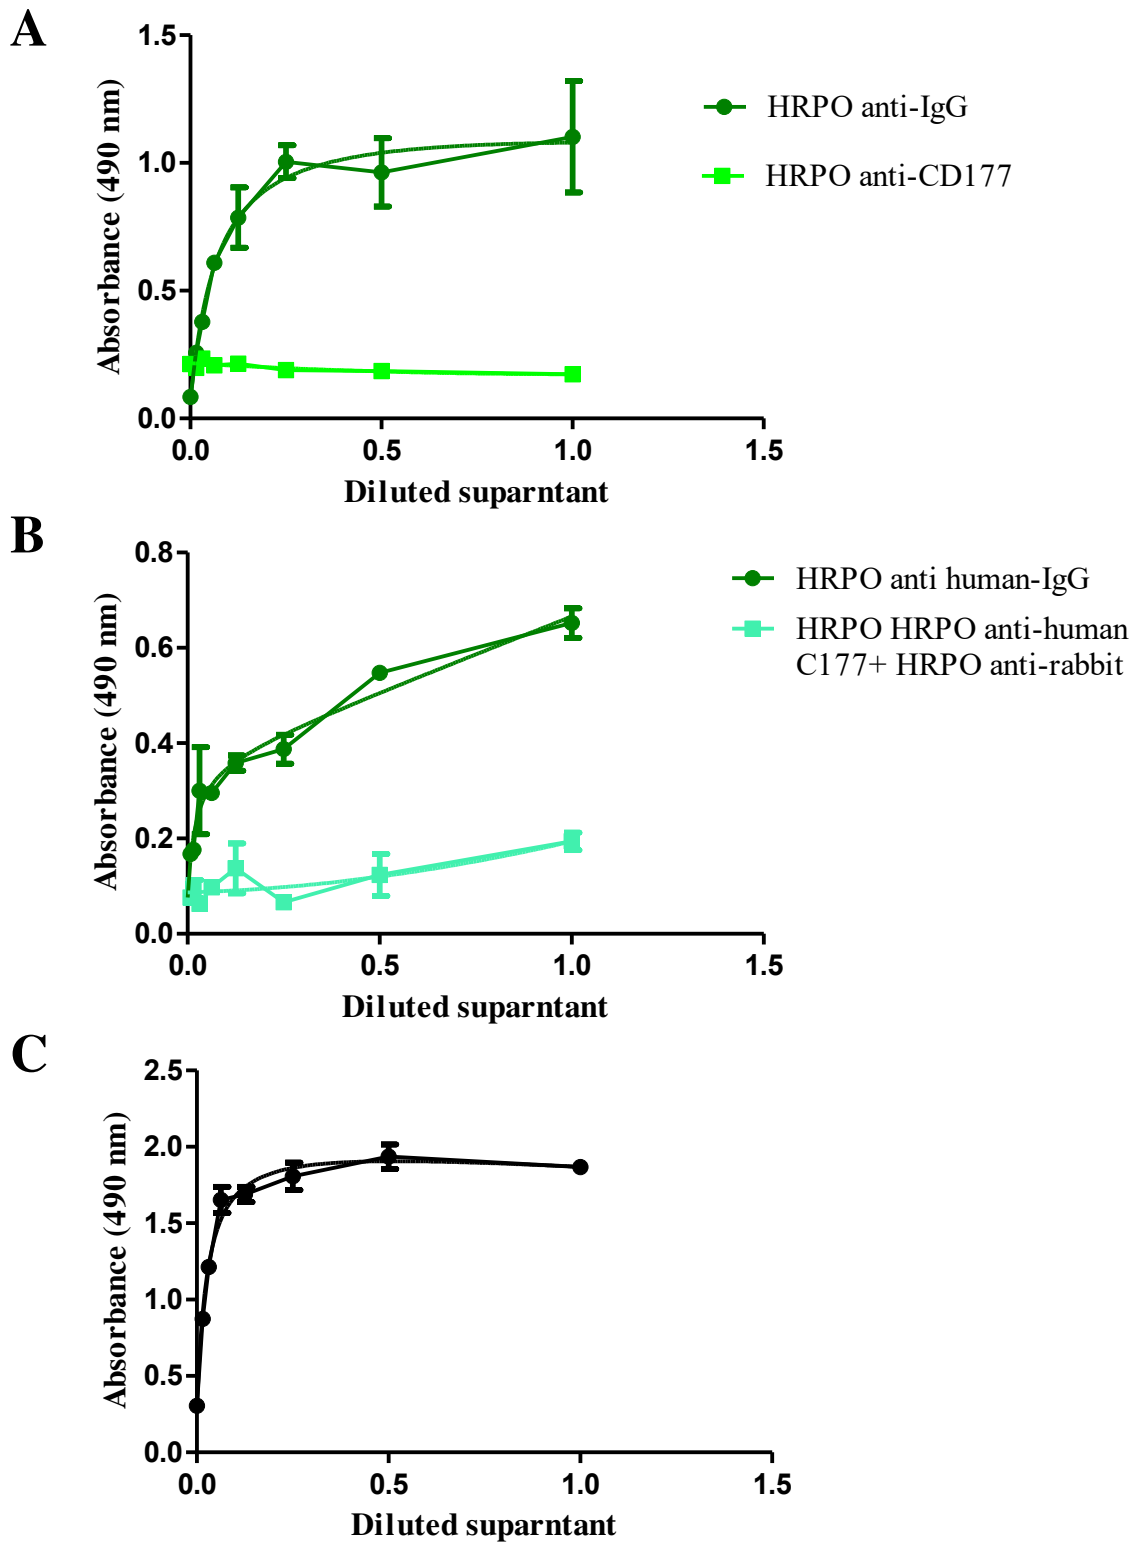 A
1.5
1.0
0.5
0.0
Absorbance (490 nm)
0.0 0.5 1.0 1.5
Diluted suparntant
HRPO anti-IgG
HRPO anti-CD177
B
0.8
0.6
0.4
0.2
0.0
Absorbance (490 nm)
0.0 0.5 1.0 1.5
Diluted suparntant
HRPO anti human-IgG
HRPO HRPO anti-human
C177+ HRPO anti-rabbit
C
2.5
2.0
1.5
1.0
0.5
0.0
Absorbance (490 nm)
0.0 0.5 1.0 1.5
Diluted suparntant